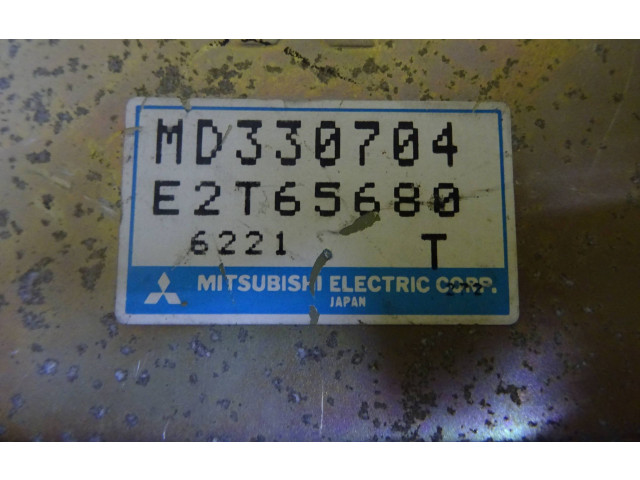 MD330704
E2T65680
6221 T
MITSUBISHI ELECTRIC CORP.
JAPAN